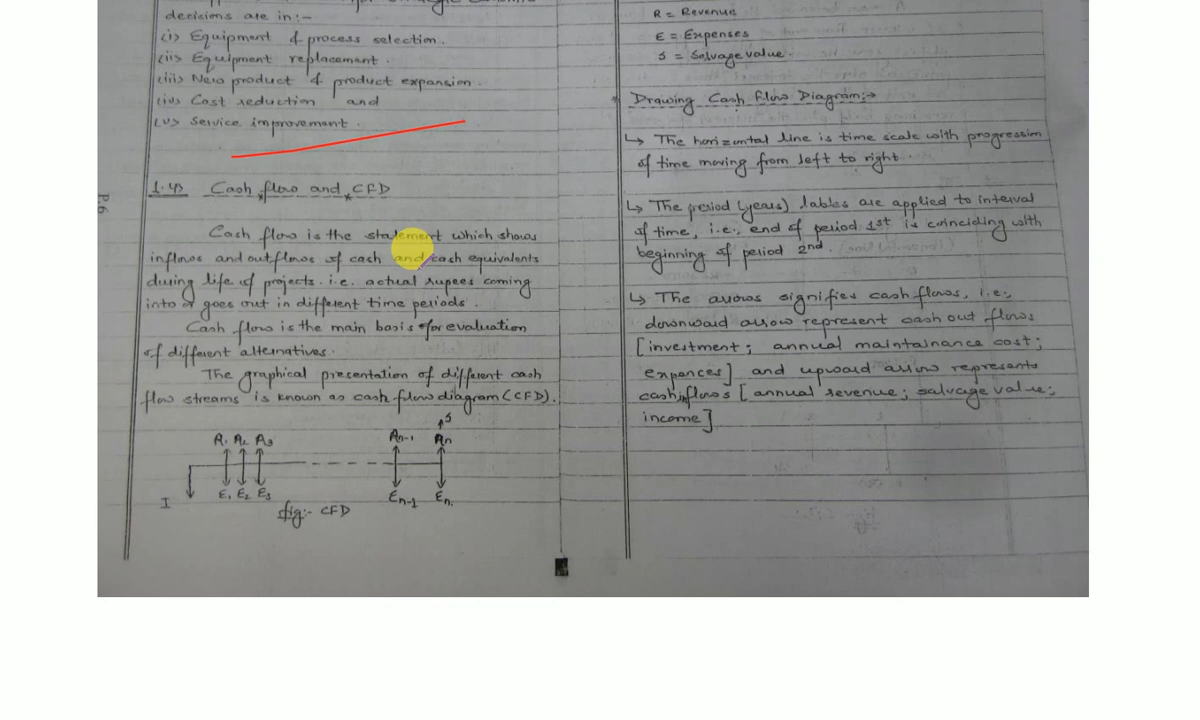 decisions are in:-
(i) Equipment & process selection.
(ii) Equipment replacement.
(iii) New product & product expansion.
(iv) Cost reduction and
(v) Service improvement.
1.4) Cash flow and CFD
Cash flow is the statement which shows
inflows and outflows of cash and cash equivalents
during life of projects. i.e. actual rupees coming
into or goes out in different time periods.
Cash flow is the main basis for evaluation
of different alternatives.
The graphical presentation of different cash
flow streams is known as cash flow diagram (CFD).
S
R1 R2 R3 Rn-1 Rn
I E1 E2 E3 En-1 En
fig:- CFD
P.6
R = Revenue
E = Expenses
S = Salvage value.
Drawing Cash Flow Diagram:→
↳ The horizontal line is time scale with progression
of time moving from left to right.
↳ The period (years) lables are applied to interval
of time, i.e., end of period 1st is coinciding with
beginning of period 2nd.
↳ The arrows signifies cash flows, i.e.,
downward arrow represent cash out flows
[investment; annual maintainance cost;
expances] and upward arrow represents
cash inflows [annual revenue; salvage value;
income]